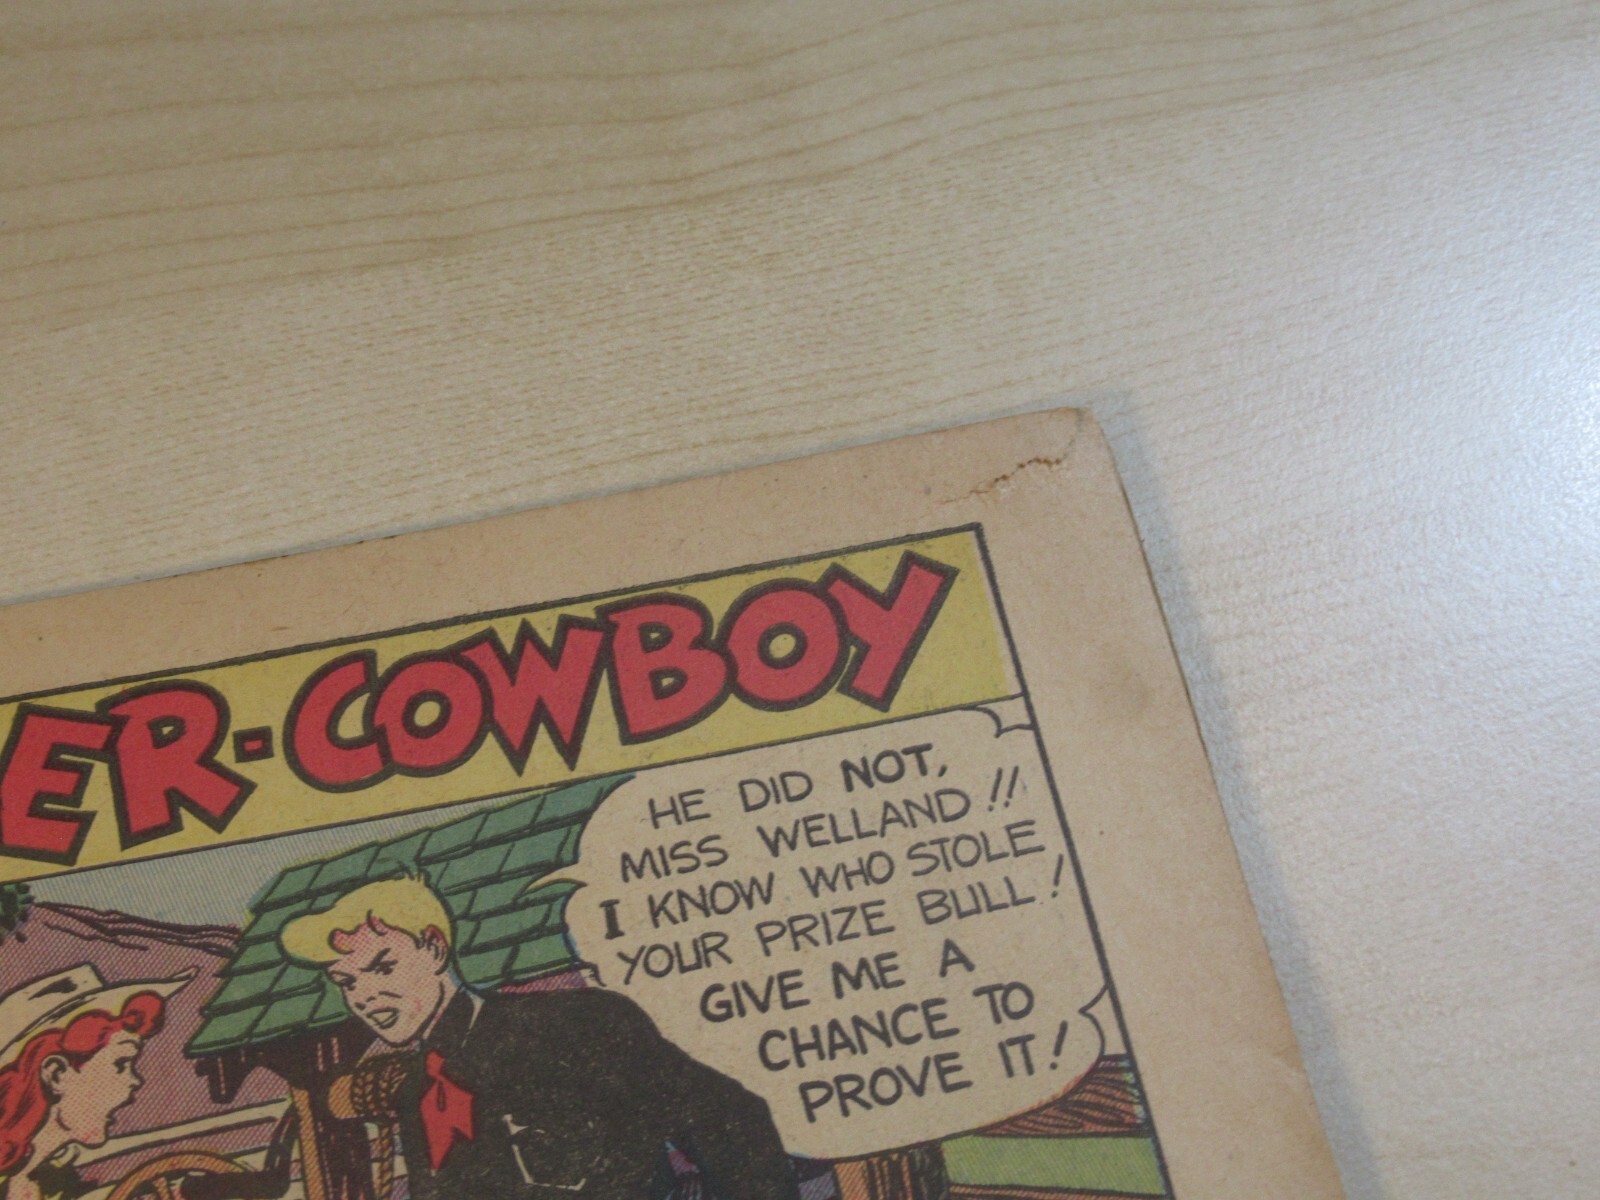 ER-COWBOY
HE DID NOT,
MISS WELLAND!!
I KNOW WHO STOLE
YOUR PRIZE BULL!
GIVE ME A
CHANCE TO
PROVE IT!